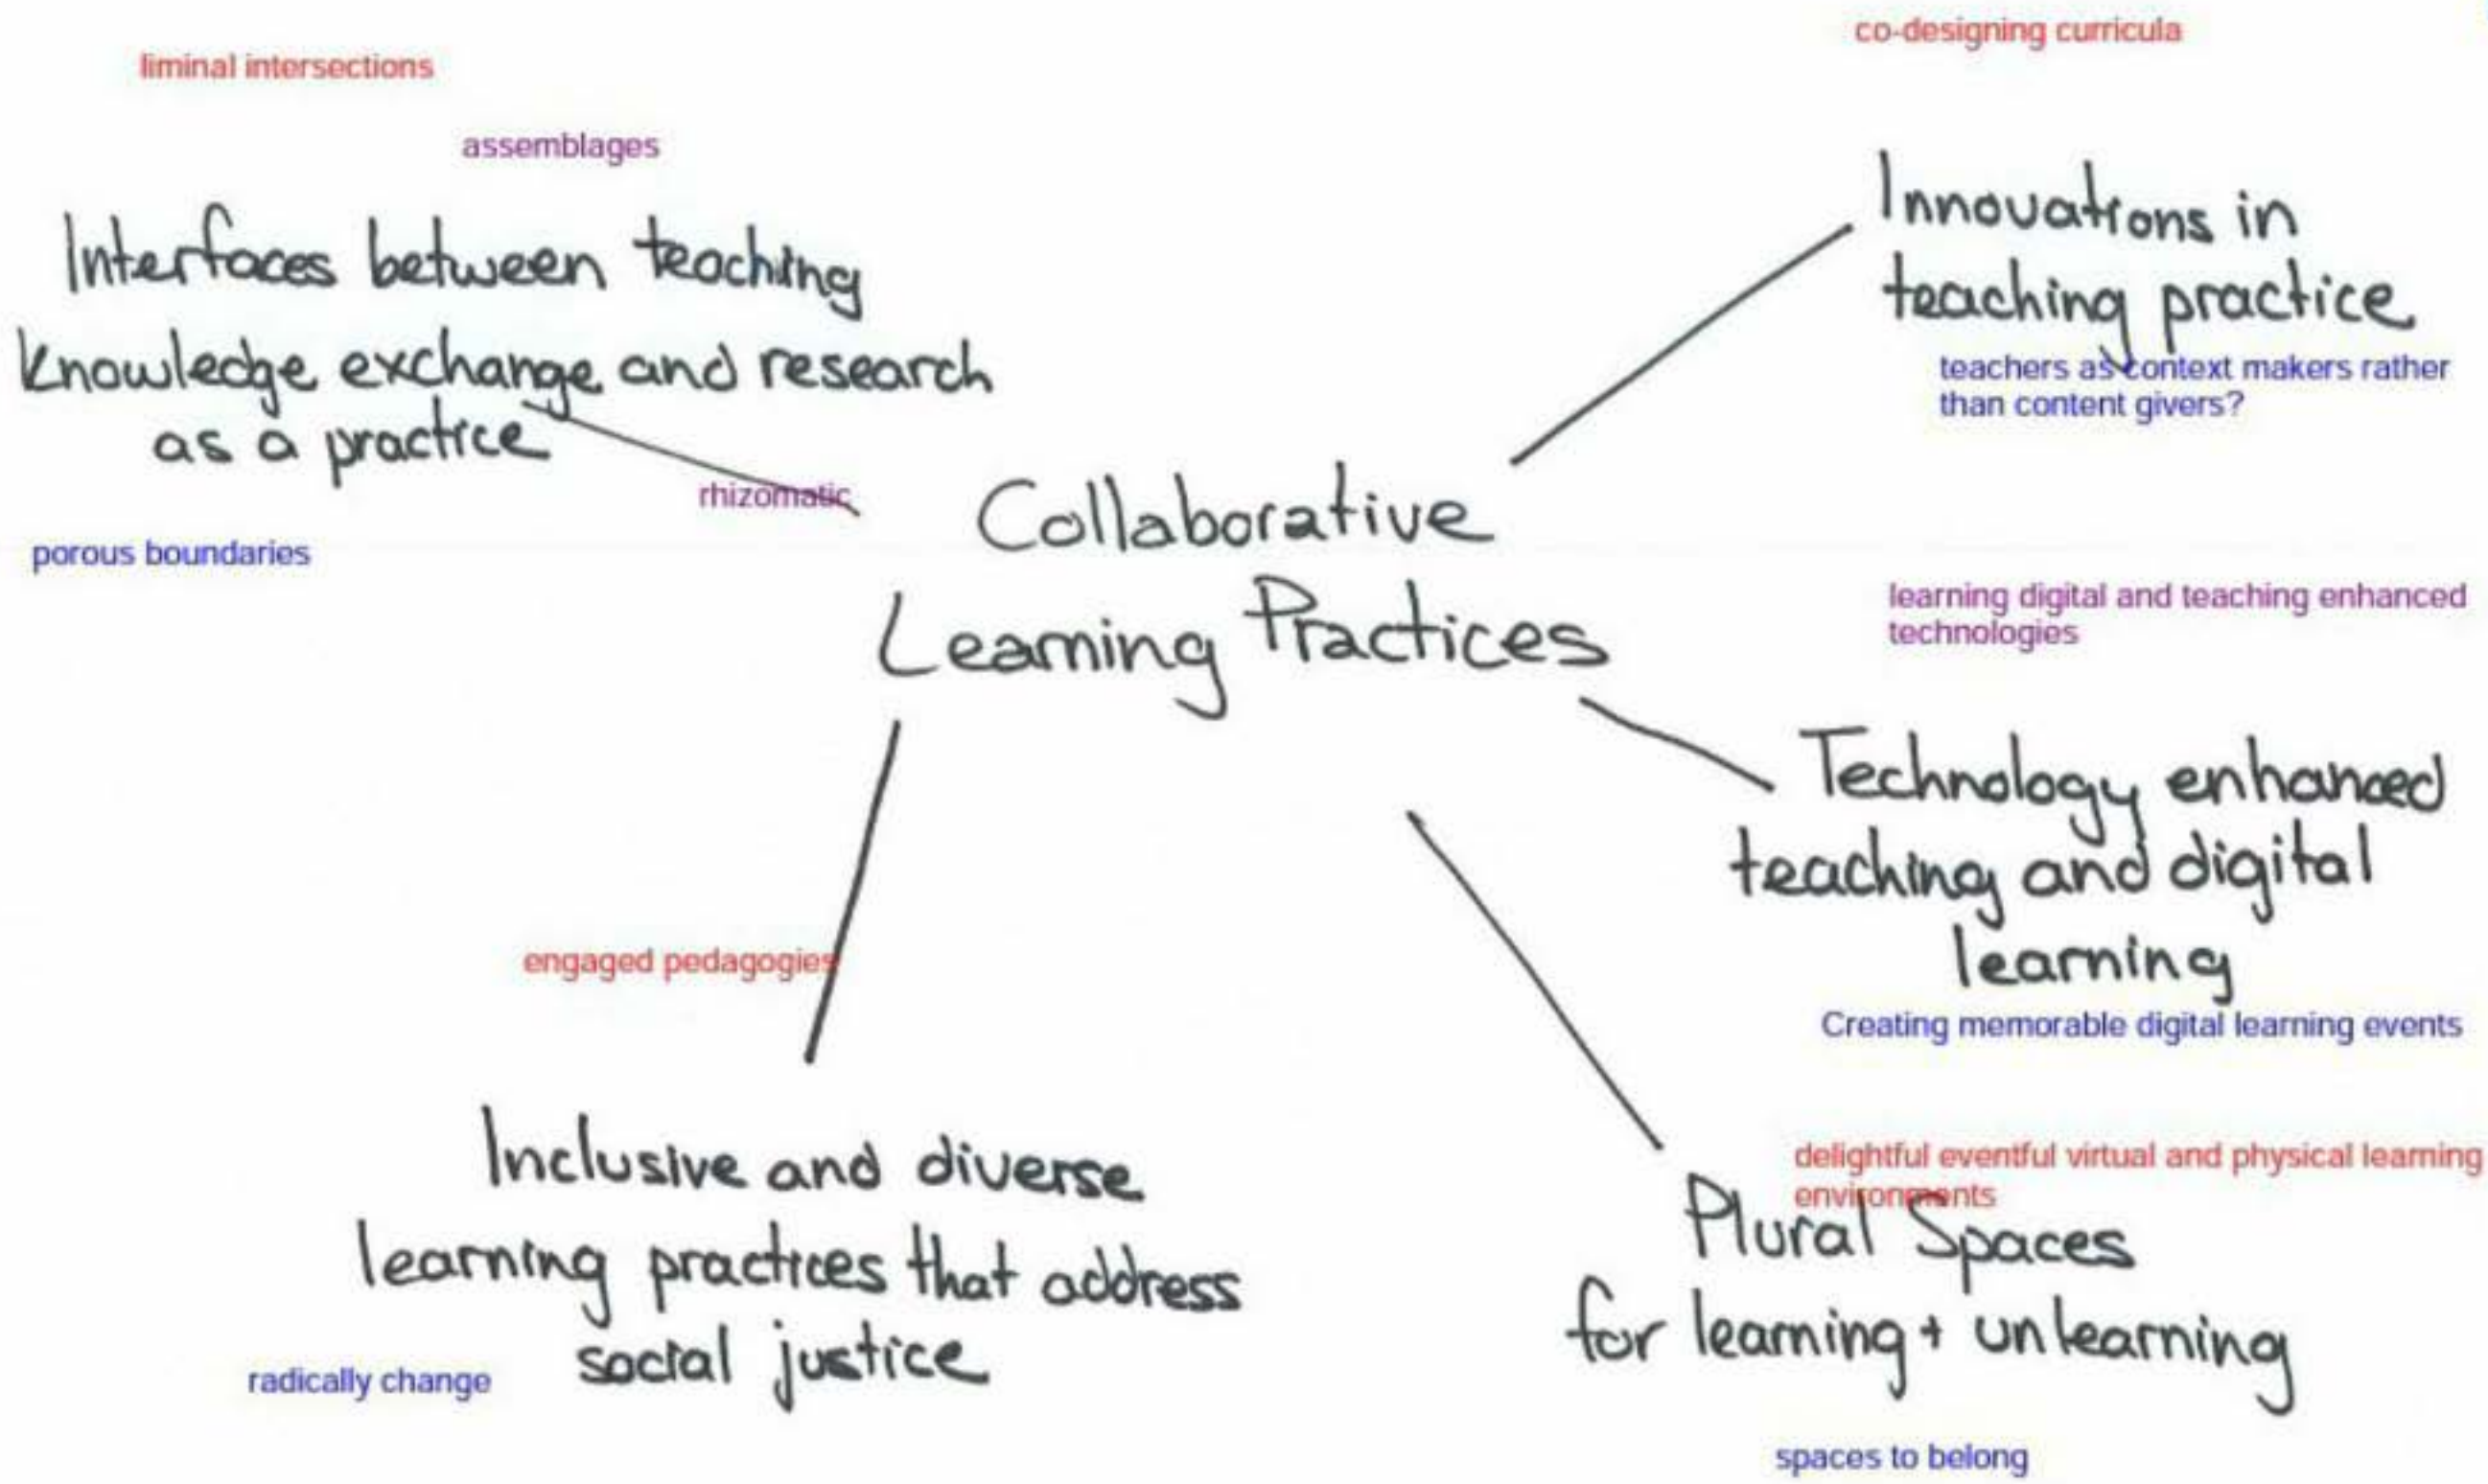 liminal intersections
assemblages
Interfaces between teaching
knowledge exchange and research
as a practice
rhizomatic
porous boundaries
co-designing curricula
Innovations in
teaching practice
teachers as context makers rather
than content givers?
Collaborative
Learning Practices
learning digital and teaching enhanced
technologies
Technology enhanced
teaching and digital
learning
Creating memorable digital learning events
engaged pedagogies
Inclusive and diverse
learning practices that address
social justice
radically change
delightful eventful virtual and physical learning
environments
Plural Spaces
for learning + unlearning
spaces to belong